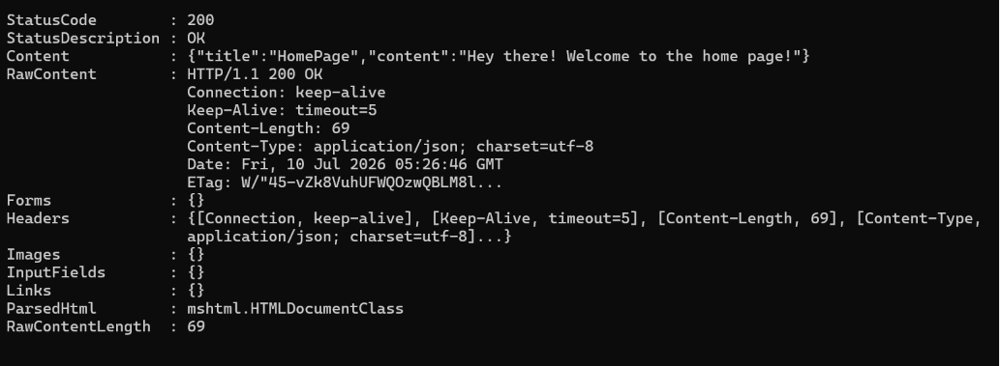 StatusCode        : 200
StatusDescription : OK
Content           : {"title":"HomePage","content":"Hey there! Welcome to the home page!"}
RawContent        : HTTP/1.1 200 OK
                    Connection: keep-alive
                    Keep-Alive: timeout=5
                    Content-Length: 69
                    Content-Type: application/json; charset=utf-8
                    Date: Fri, 10 Jul 2026 05:26:46 GMT
                    ETag: W/"45-vZk8VuhUFWQOzwQBLM8l...
Forms             : {}
Headers           : {[Connection, keep-alive], [Keep-Alive, timeout=5], [Content-Length, 69], [Content-Type,
                    application/json; charset=utf-8]...}
Images            : {}
InputFields       : {}
Links             : {}
ParsedHtml        : mshtml.HTMLDocumentClass
RawContentLength  : 69